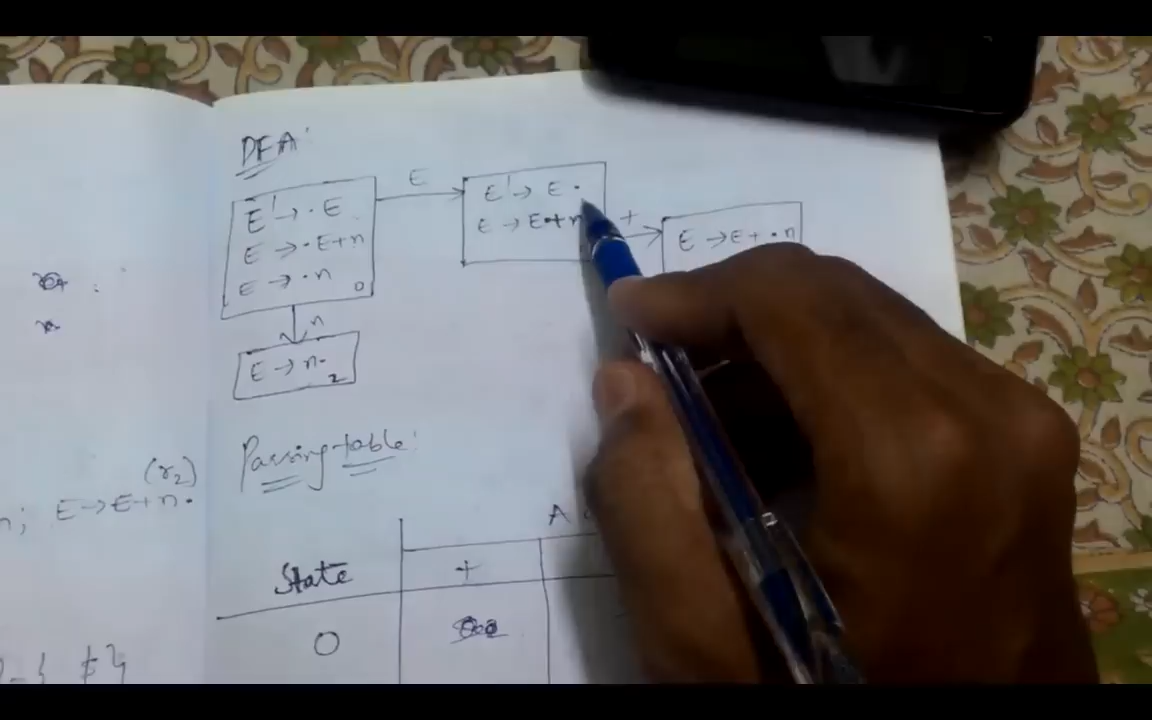 DFA:
E
E' → . E
E → . E+n
E → . n
0
E' → E .
E → E.+n
+
E → E+ . n
n
E → n.
2
Parsing table:
(r2)
n; E → E+n .
A
State
+
0